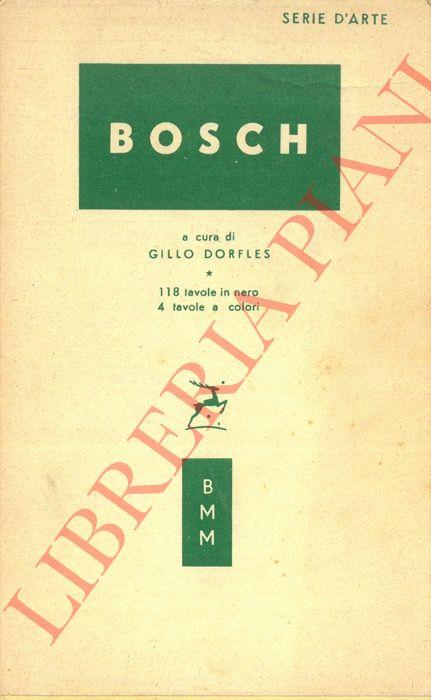 SERIE D'ARTE
BOSCH
a cura di
GILLO DORFLES
*
118 tavole in nero
4 tavole a colori
B
M
M
LIBRERIA PIANI